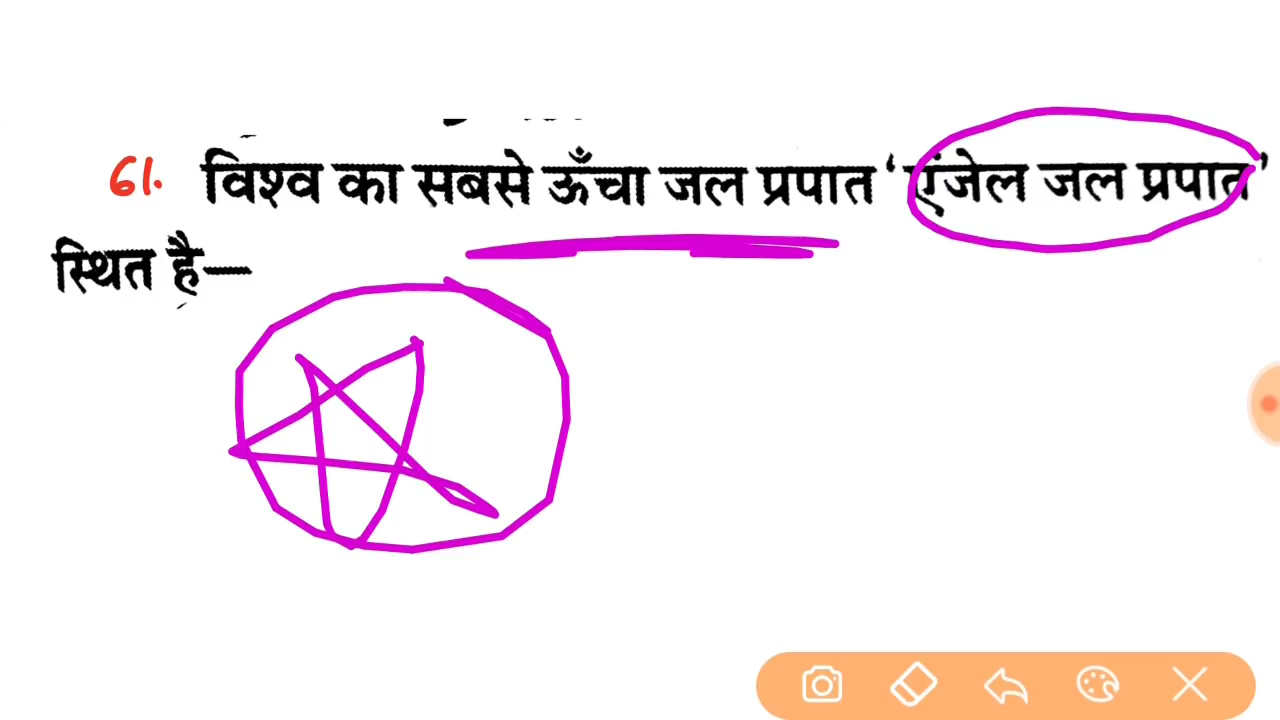 61. विश्व का सबसे ऊँचा जल प्रपात ‘एंजेल जल प्रपात’
स्थित है—